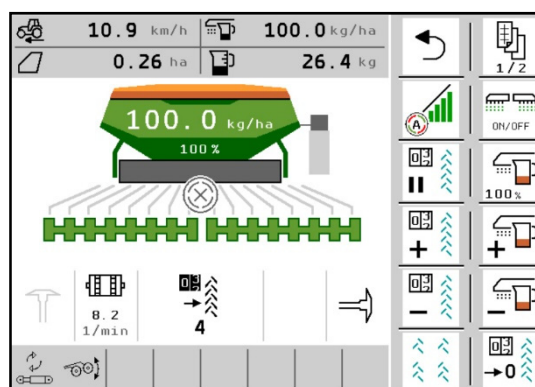 10.9 km/h 100.0 kg/ha
0.26 ha 26.4 kg
1/2
100.0 kg/ha
100%
A
ON/OFF
100%
+ +
8.2
1/min
4
− −
→0